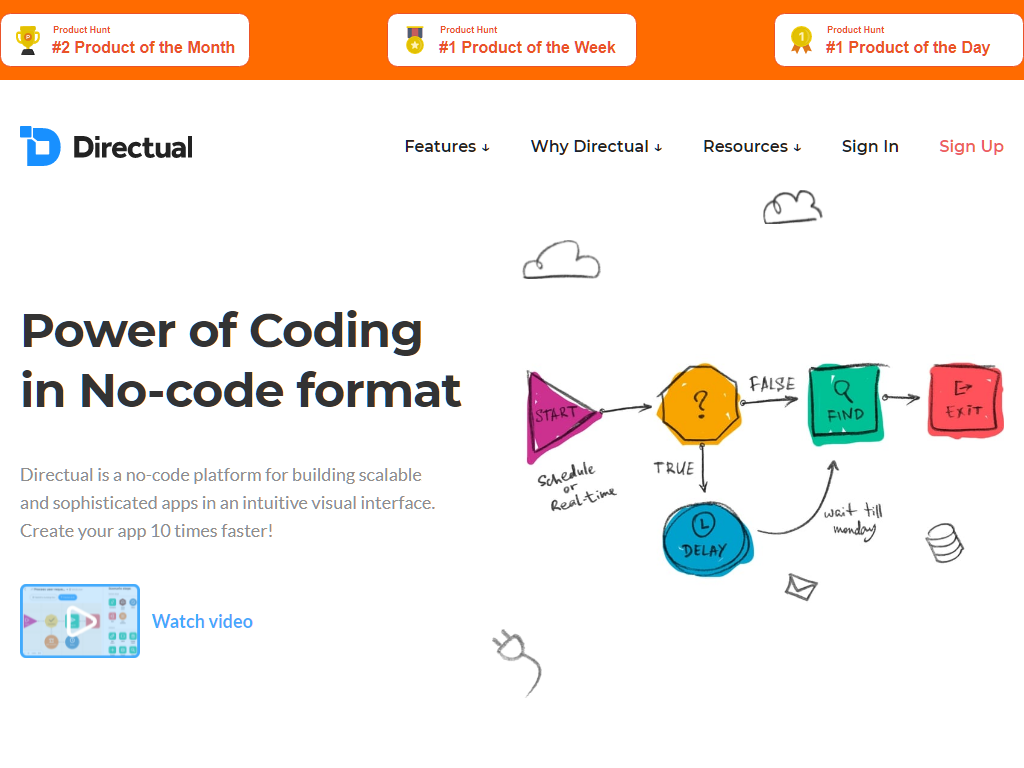 Product Hunt
#2 Product of the Month
Product Hunt
#1 Product of the Week
Product Hunt
#1 Product of the Day
Directual
Features ↓
Why Directual ↓
Resources ↓
Sign In
Sign Up
Power of Coding
in No-code format
Directual is a no-code platform for building scalable
and sophisticated apps in an intuitive visual interface.
Create your app 10 times faster!
Watch video
START
?
FALSE
FIND
EXIT
Schedule
or
Real-time
TRUE
DELAY
wait till
monday